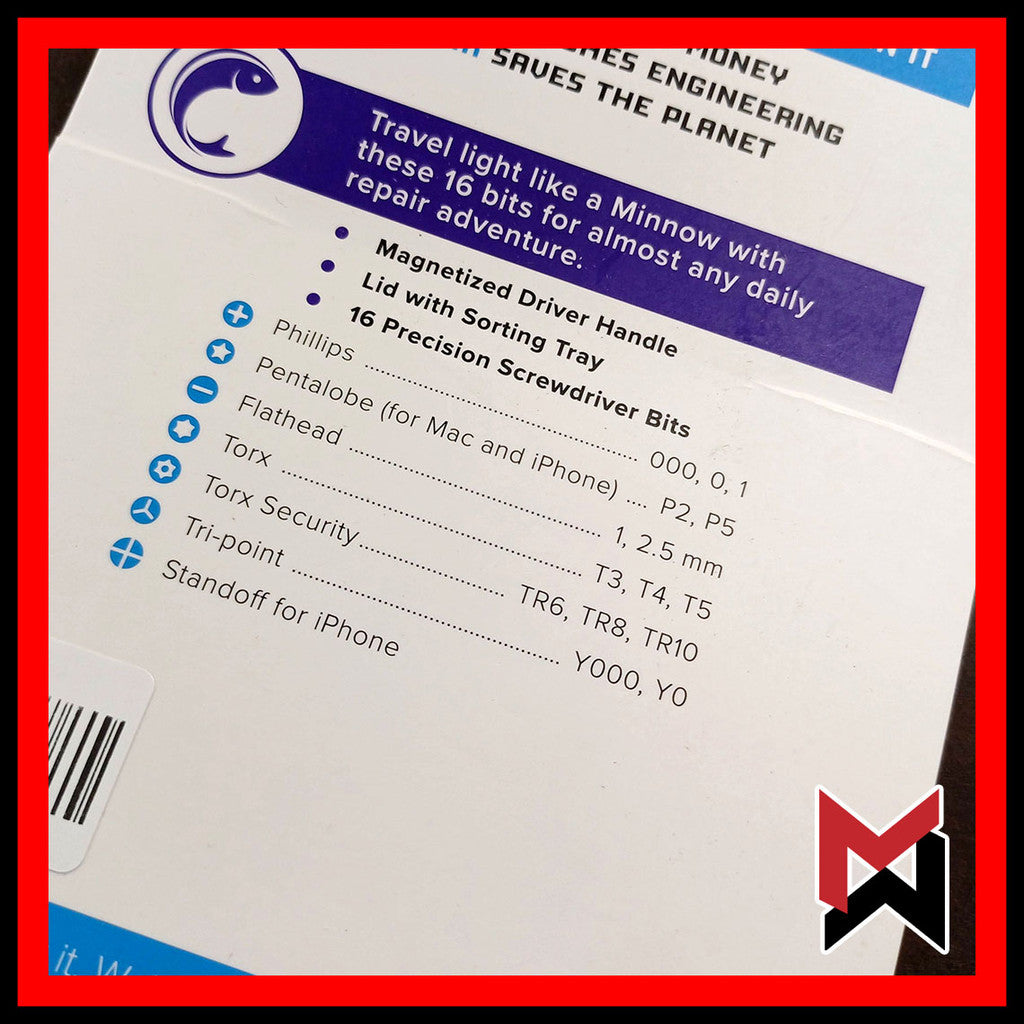 MONEY
ENGINEERING
SAVES THE PLANET
IT
Travel light like a Minnow with
these 16 bits for almost any daily
repair adventure.
Magnetized Driver Handle
Lid with Sorting Tray
16 Precision Screwdriver Bits
Phillips ........ 000, 0, 1
Pentalobe (for Mac and iPhone) .... P2, P5
Flathead ........ 1, 2.5 mm
Torx ........ T3, T4, T5
Torx Security........ TR6, TR8, TR10
Tri-point ........ Y000, Y0
Standoff for iPhone
it.